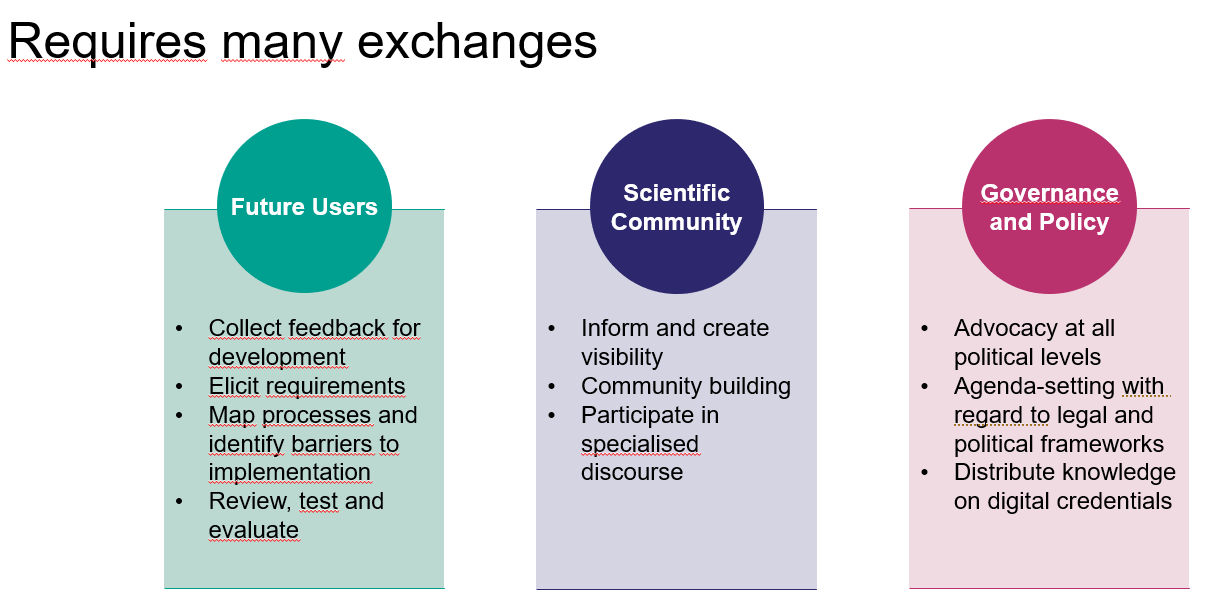 Requires many exchanges
Future Users
• Collect feedback for
development
• Elicit requirements
• Map processes and
identify barriers to
implementation
• Review, test and
evaluate
Scientific
Community
• Inform and create
visibility
• Community building
• Participate in
specialised
discourse
Governance
and Policy
• Advocacy at all
political levels
• Agenda-setting with
regard to legal and
political frameworks
• Distribute knowledge
on digital credentials